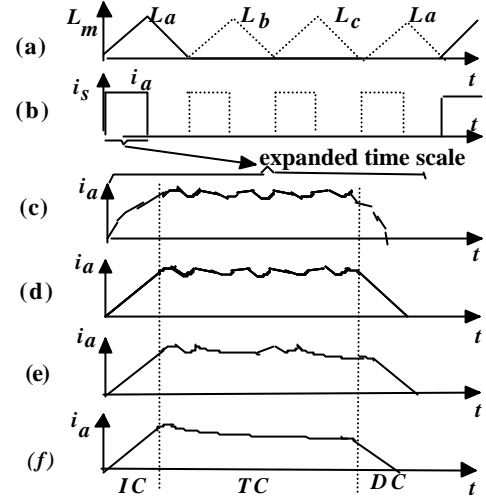 (a) L_m L_a L_b L_c L_a t
(b) i_s i_a t
expanded time scale
(c) i_a t
(d) i_a t
(e) i_a t
(f) i_a t
IC TC DC